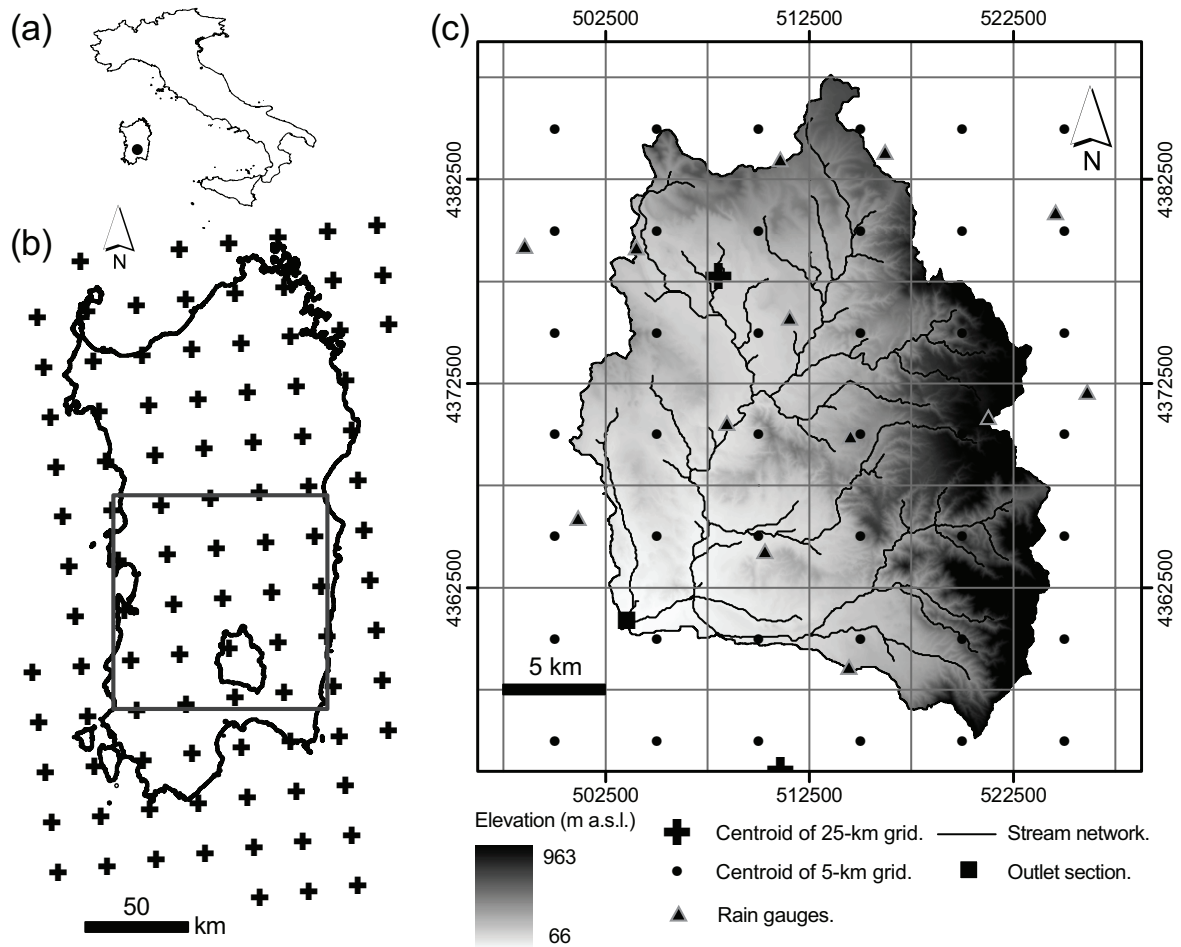 (a)
(b)
N
50
km
(c)
502500
512500
522500
N
4382500
4372500
4362500
4382500
4372500
4362500
5 km
502500
512500
522500
Elevation (m a.s.l.)
963
66
Centroid of 25-km grid.
Centroid of 5-km grid.
Rain gauges.
Stream network.
Outlet section.